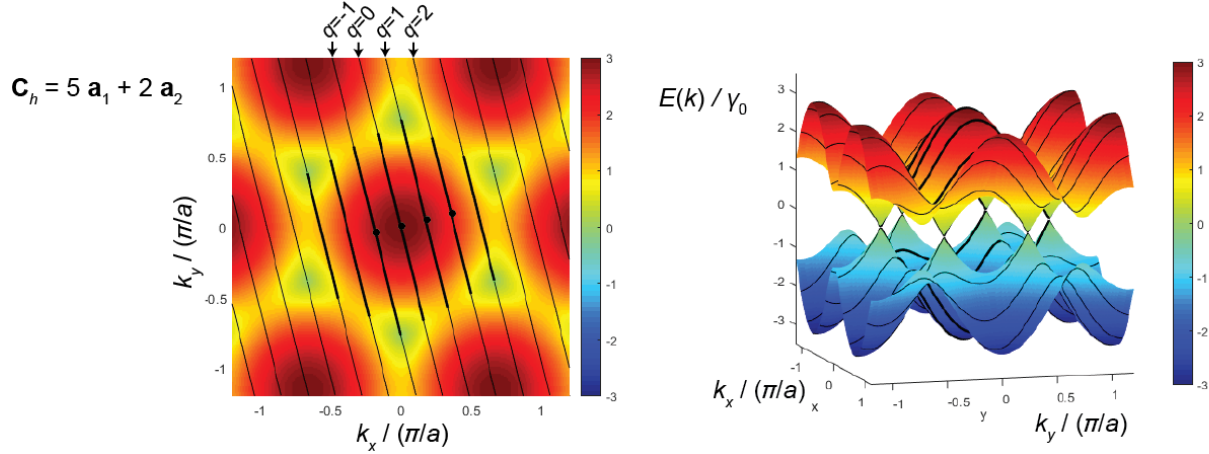 q=-1 q=0 q=1 q=2
C_h = 5 a_1 + 2 a_2
1
0.5
0
-0.5
-1
k_y / (π/a)
-1 -0.5 0 0.5 1
k_x / (π/a)
3
2
1
0
-1
-2
-3
E(k) / γ_0
3
2
1
0
-1
-2
-3
-1
0
1
x
k_x / (π/a)
-1 -0.5 0 0.5 1
y
k_y / (π/a)
3
2
1
0
-1
-2
-3